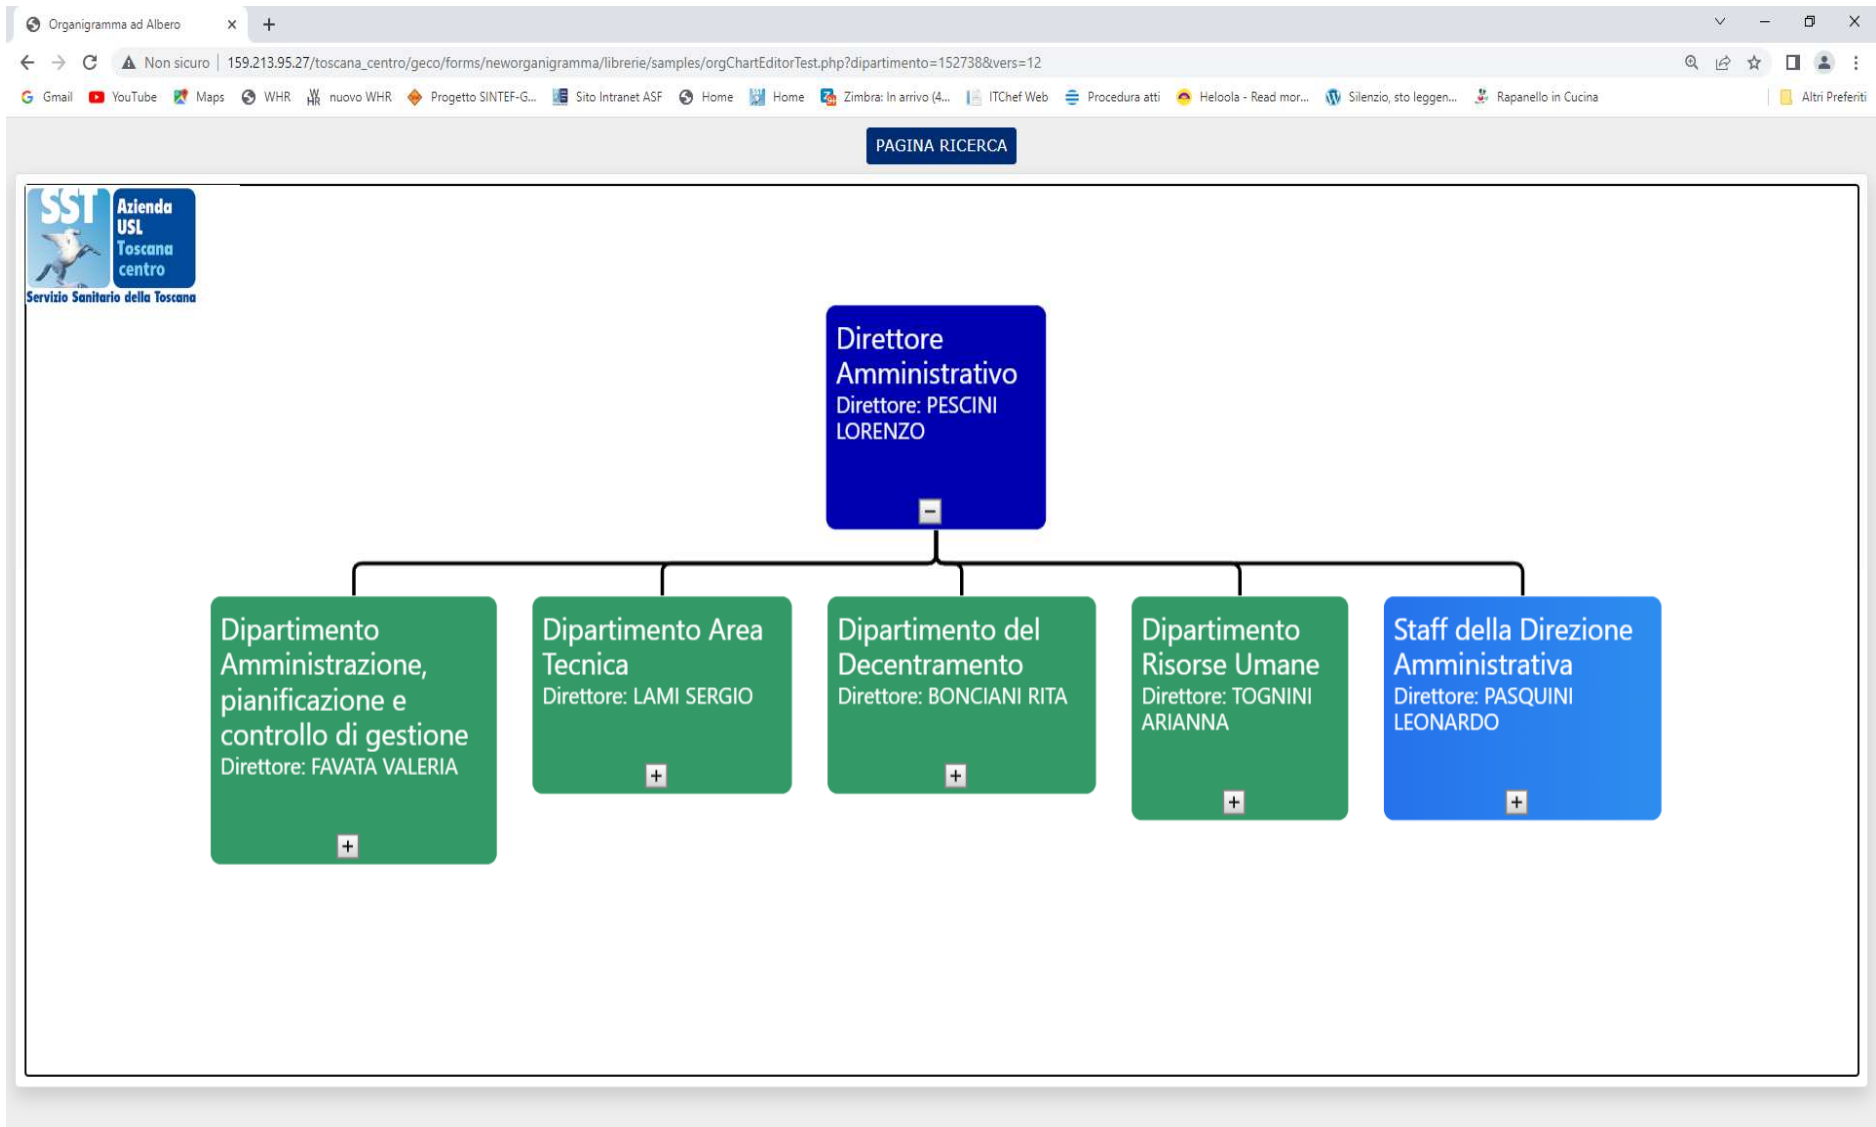 Organigramma ad Albero
Non sicuro | 159.213.95.27/toscana_centro/geco/forms/neworganigramma/librerie/samples/orgChartEditorTest.php?dipartimento=152738&vers=12
Gmail YouTube Maps WHR nuovo WHR Progetto SINTEF-G... Sito Intranet ASF Home Home Zimbra: In arrivo (4... ITChef Web Procedura atti Heloola - Read mor... Silenzio, sto leggen... Rapanello in Cucina Altri Preferiti
PAGINA RICERCA
SST
Azienda
USL
Toscana
centro
Servizio Sanitario della Toscana
Direttore
Amministrativo
Direttore: PESCINI
LORENZO
Dipartimento
Amministrazione,
pianificazione e
controllo di gestione
Direttore: FAVATA VALERIA
Dipartimento Area
Tecnica
Direttore: LAMI SERGIO
Dipartimento del
Decentramento
Direttore: BONCIANI RITA
Dipartimento
Risorse Umane
Direttore: TOGNINI
ARIANNA
Staff della Direzione
Amministrativa
Direttore: PASQUINI
LEONARDO